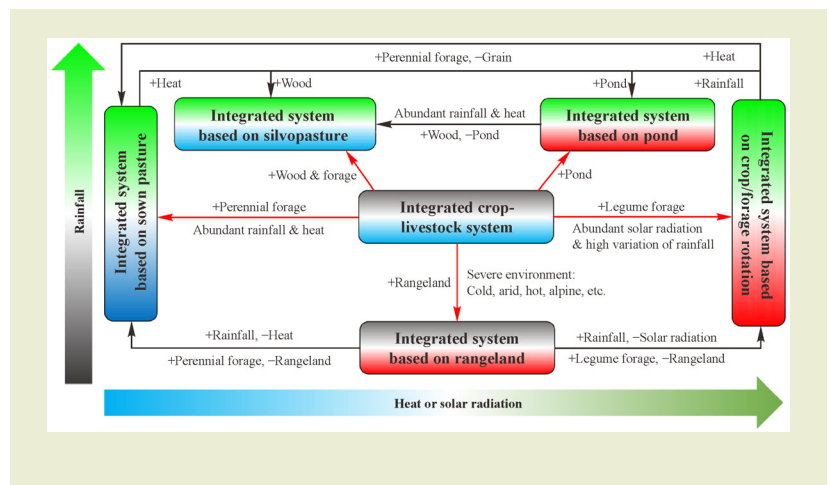 +Perennial forage, −Grain
+Heat
+Heat
+Wood
+Pond
+Rainfall
Integrated system
based on silvopasture
Abundant rainfall & heat
+Wood, −Pond
Integrated system
based on pond
Rainfall
Integrated system
based on sown pasture
+Wood & forage
+Pond
+Perennial forage
Abundant rainfall & heat
Integrated crop-
livestock system
+Legume forage
Abundant solar radiation
& high variation of rainfall
Integrated system based
on crop/forage rotation
+Rangeland
Severe environment:
Cold, arid, hot, alpine, etc.
+Rainfall, −Heat
+Perennial forage, −Rangeland
Integrated system
based on rangeland
+Rainfall, −Solar radiation
+Legume forage, −Rangeland
Heat or solar radiation